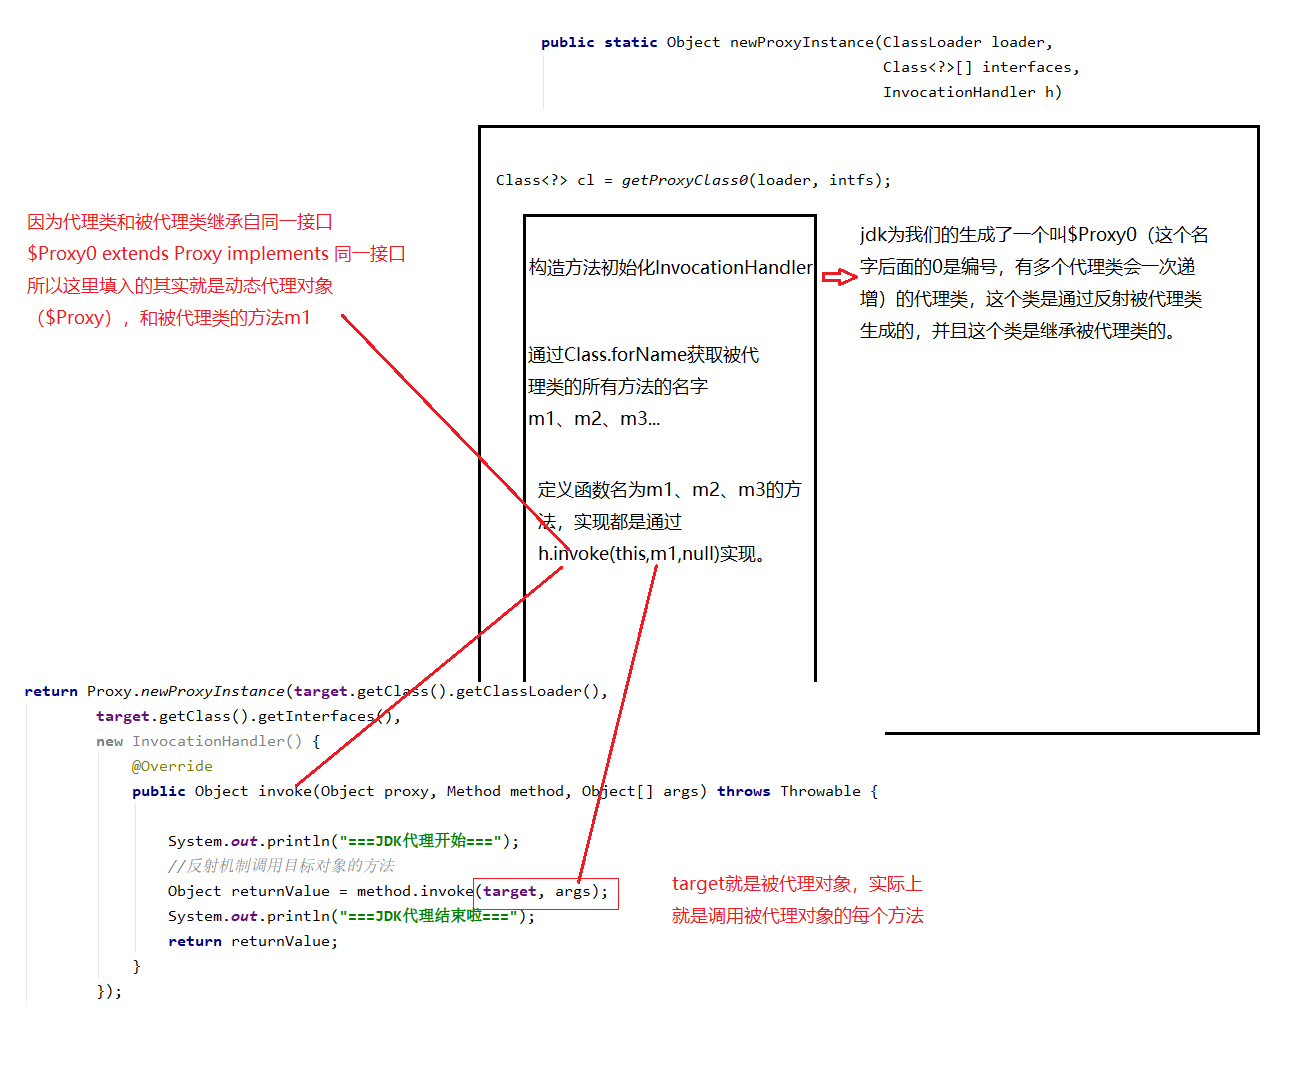 public static Object newProxyInstance(ClassLoader loader,
Class<?>[] interfaces,
InvocationHandler h)
Class<?> cl = getProxyClass0(loader, intfs);
因为代理类和被代理类继承自同一接口
$Proxy0 extends Proxy implements 同一接口
所以这里填入的其实就是动态代理对象
（$Proxy），和被代理类的方法m1
构造方法初始化InvocationHandler
jdk为我们的生成了一个叫$Proxy0（这个名
字后面的0是编号，有多个代理类会一次递
增）的代理类，这个类是通过反射被代理类
生成的，并且这个类是继承被代理类的。
通过Class.forName获取被代
理类的所有方法的名字
m1、m2、m3...
定义函数名为m1、m2、m3的方
法，实现都是通过
h.invoke(this,m1,null)实现。
return Proxy.newProxyInstance(target.getClass().getClassLoader(),
target.getClass().getInterfaces(),
new InvocationHandler() {
@Override
public Object invoke(Object proxy, Method method, Object[] args) throws Throwable {
System.out.println("===JDK代理开始===");
//反射机制调用目标对象的方法
Object returnValue = method.invoke(target, args);
System.out.println("===JDK代理结束啦===");
return returnValue;
}
});
target就是被代理对象，实际上
就是调用被代理对象的每个方法